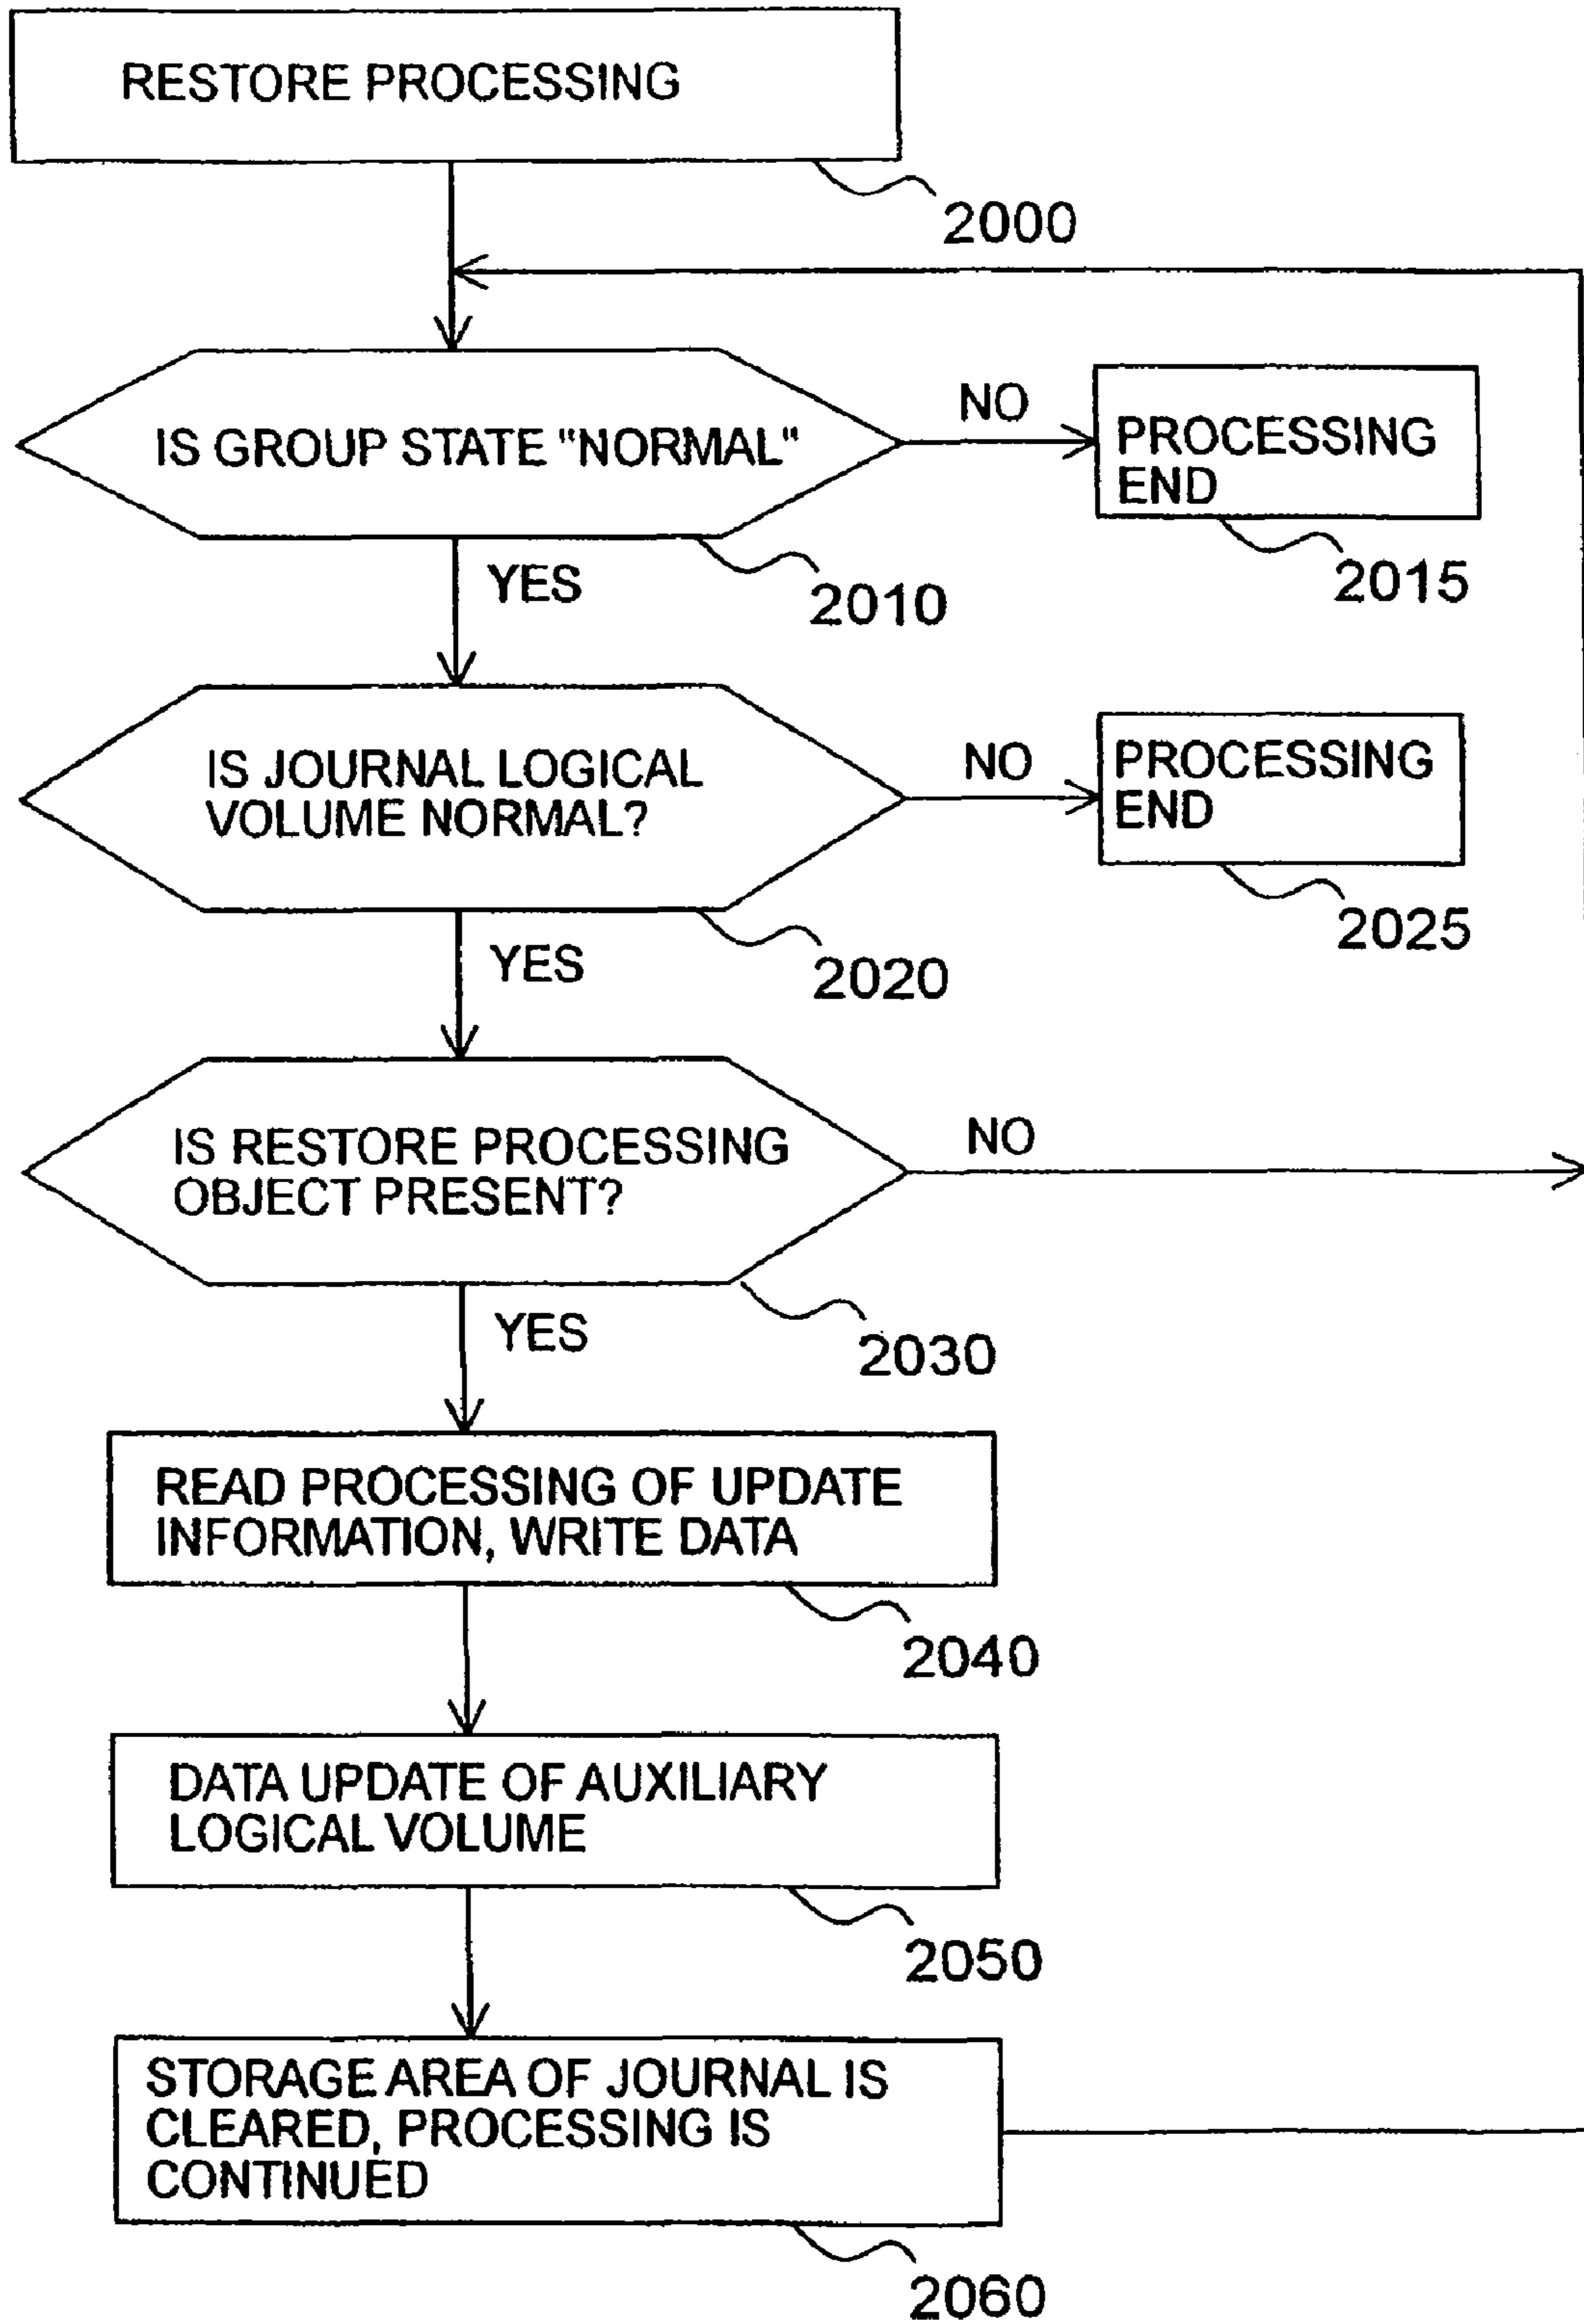 RESTORE PROCESSING
2000
IS GROUP STATE "NORMAL"
NO
PROCESSING
END
2015
YES
2010
IS JOURNAL LOGICAL
VOLUME NORMAL?
NO
PROCESSING
END
2025
YES
2020
IS RESTORE PROCESSING
OBJECT PRESENT?
NO
YES
2030
READ PROCESSING OF UPDATE
INFORMATION, WRITE DATA
2040
DATA UPDATE OF AUXILIARY
LOGICAL VOLUME
2050
STORAGE AREA OF JOURNAL IS
CLEARED, PROCESSING IS
CONTINUED
2060